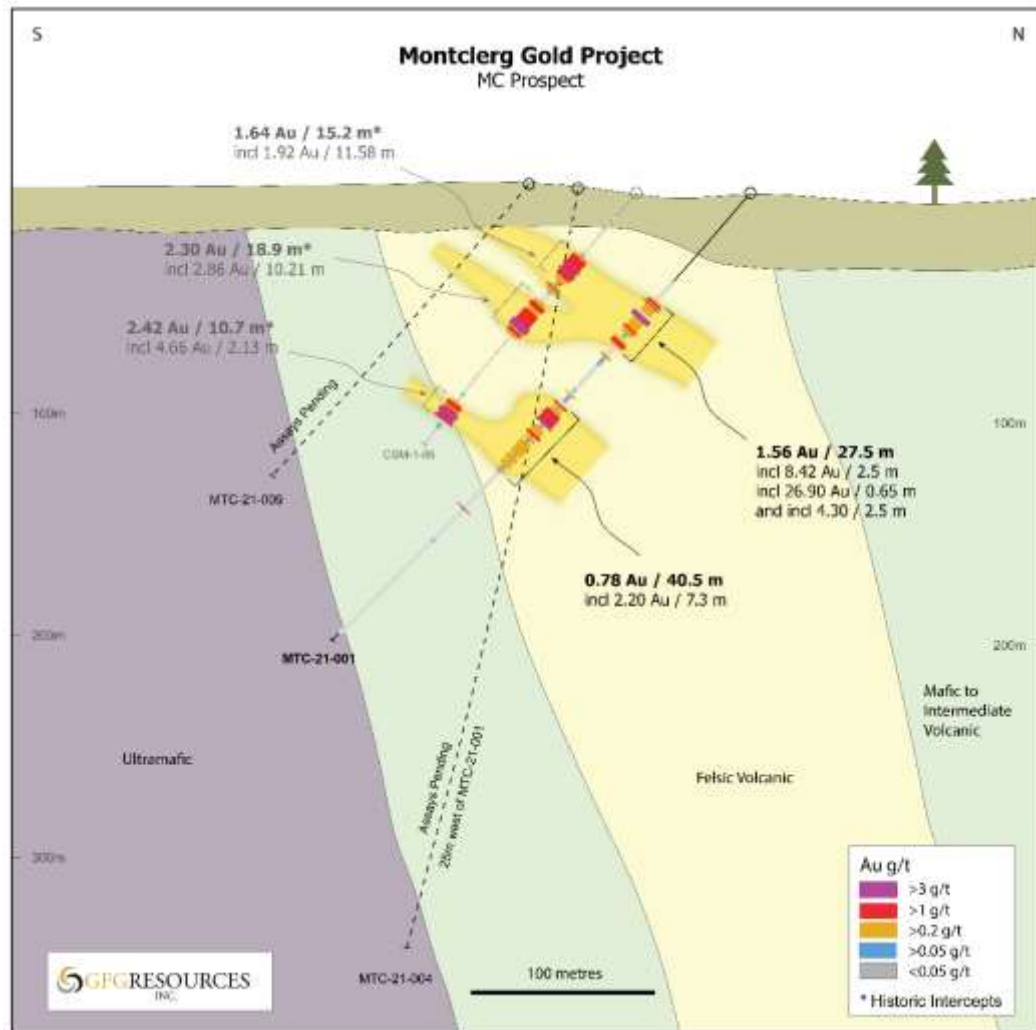 S
N
Montclerg Gold Project
MC Prospect
1.64 Au / 15.2 m*
incl 1.92 Au / 11.58 m
2.30 Au / 18.9 m*
incl 2.86 Au / 10.21 m
2.42 Au / 10.7 m*
incl 4.66 Au / 2.13 m
100m
100m
Assays Pending
MTC-21-009
1.56 Au / 27.5 m
incl 8.42 Au / 2.5 m
incl 26.90 Au / 0.65 m
and incl 4.30 / 2.5 m
0.78 Au / 40.5 m
incl 2.20 Au / 7.3 m
200m
200m
MTC-21-001
Mafic to
Intermediate
Volcanic
Ultramafic
Felsic Volcanic
Assays Pending
25m west of MTC-21-001
300m
Au g/t
>3 g/t
>1 g/t
>0.2 g/t
>0.05 g/t
<0.05 g/t
* Historic Intercepts
GFGRESOURCES
INC.
MTC-21-004
100 metres